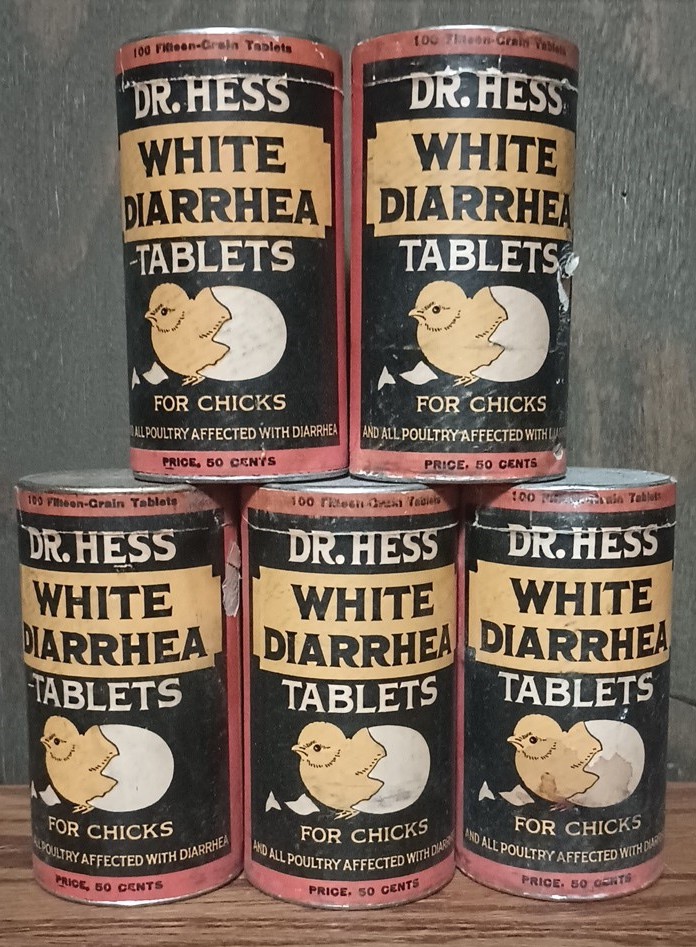 100 Fifteen-Grain Tablets
DR. HESS
WHITE
DIARRHEA
TABLETS
FOR CHICKS
ALL POULTRY AFFECTED WITH DIARRHEA
PRICE, 50 CENTS
100 Fifteen-Grain Tablets
DR. HESS
WHITE
DIARRHEA
TABLETS
FOR CHICKS
AND ALL POULTRY AFFECTED WITH
PRICE, 50 CENTS
100 Fifteen-Grain Tablets
DR. HESS
WHITE
DIARRHEA
TABLETS
FOR CHICKS
ALL POULTRY AFFECTED WITH DIARRHEA
PRICE, 50 CENTS
100 Fifteen-Grain Tablets
DR. HESS
WHITE
DIARRHEA
TABLETS
FOR CHICKS
AND ALL POULTRY AFFECTED WITH
PRICE, 50 CENTS
100 Fifteen-Grain Tablets
DR. HESS
WHITE
DIARRHEA
TABLETS
FOR CHICKS
AND ALL POULTRY AFFECTED WITH
PRICE, 50 CENTS